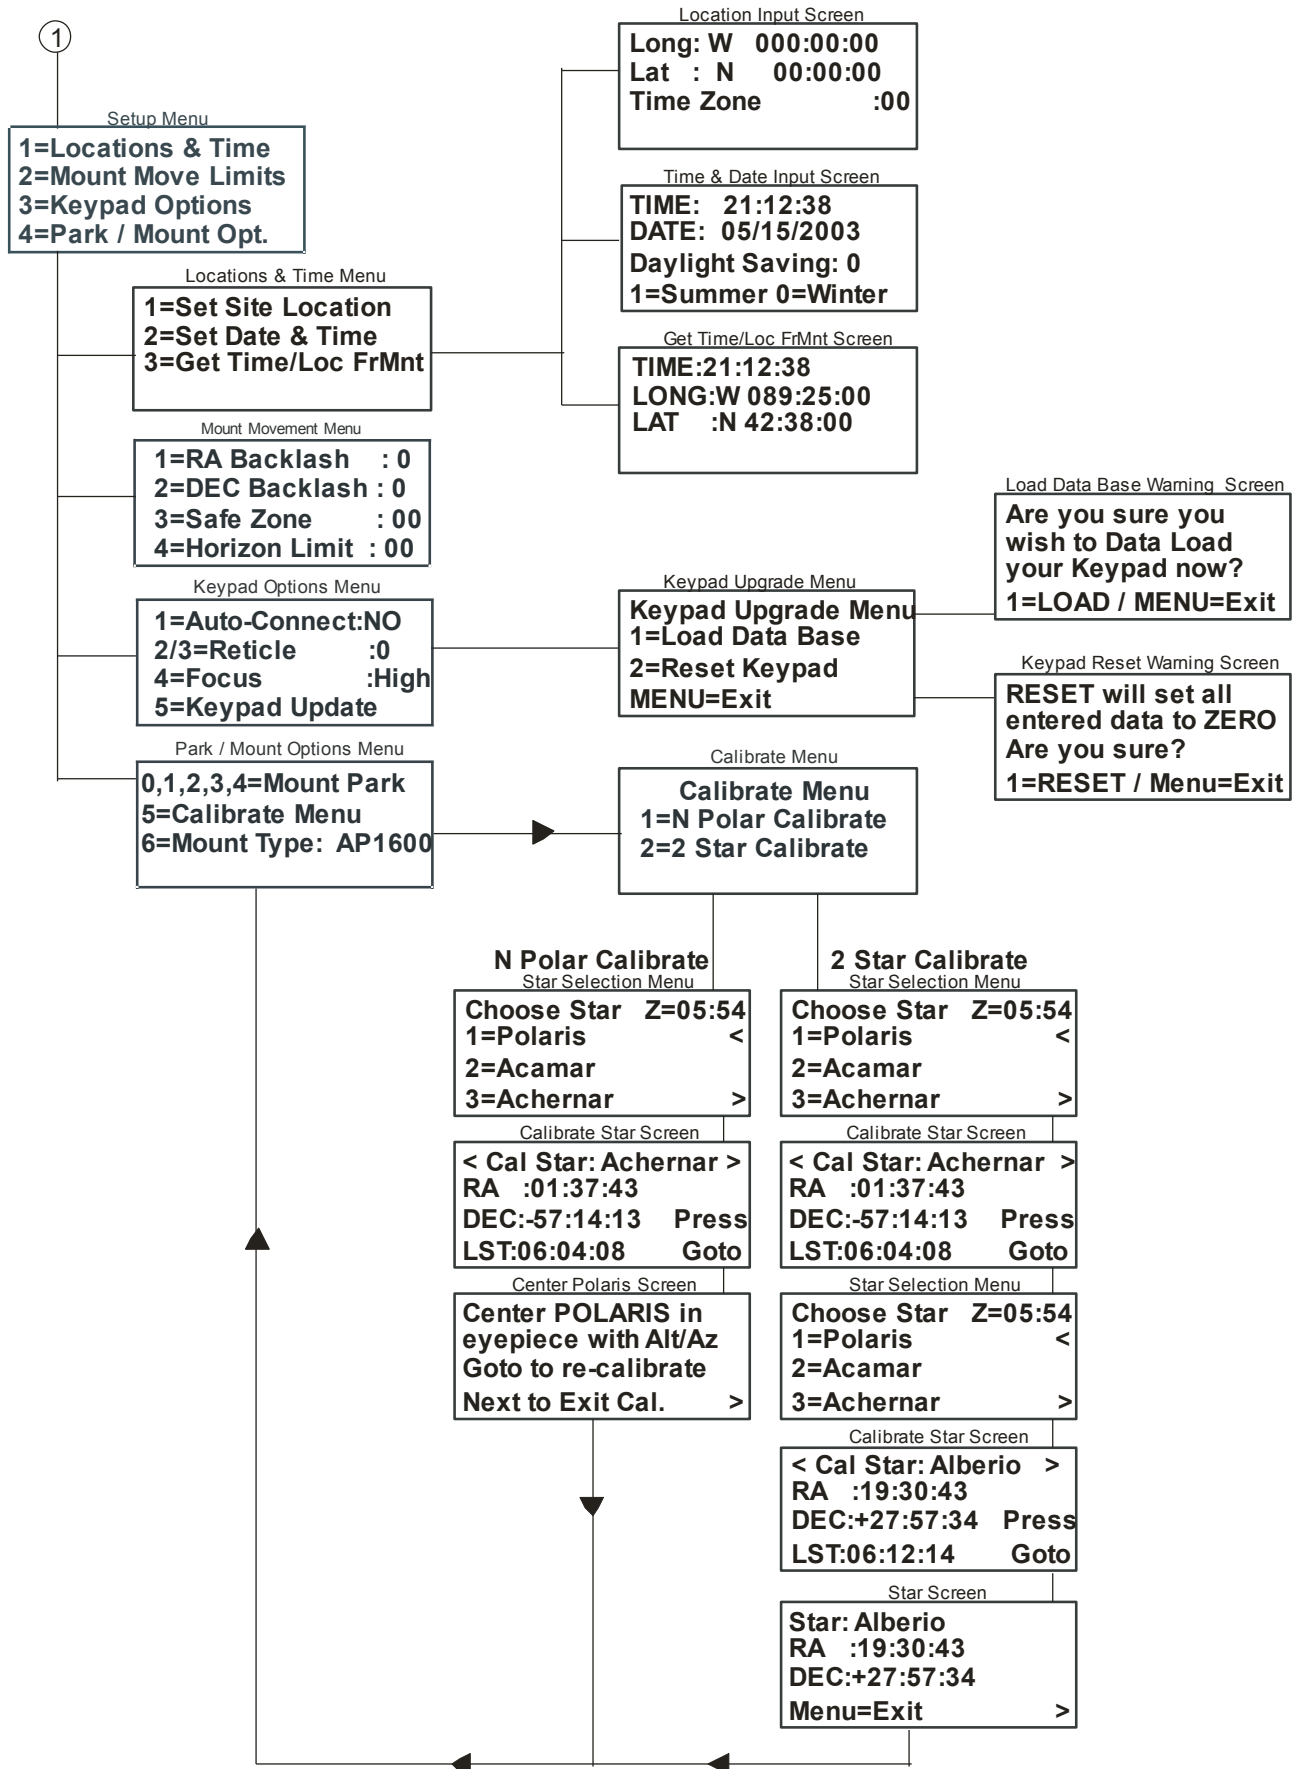 1
Setup Menu
1=Locations & Time
2=Mount Move Limits
3=Keypad Options
4=Park / Mount Opt.
Locations & Time Menu
1=Set Site Location
2=Set Date & Time
3=Get Time/Loc FrMnt
Location Input Screen
Long: W 000:00:00
Lat : N 00:00:00
Time Zone :00
Time & Date Input Screen
TIME: 21:12:38
DATE: 05/15/2003
Daylight Saving: 0
1=Summer 0=Winter
Get Time/Loc FrMnt Screen
TIME:21:12:38
LONG:W 089:25:00
LAT :N 42:38:00
Mount Movement Menu
1=RA Backlash : 0
2=DEC Backlash : 0
3=Safe Zone : 00
4=Horizon Limit : 00
Keypad Options Menu
1=Auto-Connect:NO
2/3=Reticle :0
4=Focus :High
5=Keypad Update
Keypad Upgrade Menu
Keypad Upgrade Menu
1=Load Data Base
2=Reset Keypad
MENU=Exit
Load Data Base Warning Screen
Are you sure you
wish to Data Load
your Keypad now?
1=LOAD / MENU=Exit
Keypad Reset Warning Screen
RESET will set all
entered data to ZERO
Are you sure?
1=RESET / Menu=Exit
Park / Mount Options Menu
0,1,2,3,4=Mount Park
5=Calibrate Menu
6=Mount Type: AP1600
Calibrate Menu
Calibrate Menu
1=N Polar Calibrate
2=2 Star Calibrate
N Polar Calibrate
Star Selection Menu
Choose Star Z=05:54
1=Polaris <
2=Acamar
3=Achernar >
Calibrate Star Screen
< Cal Star: Achernar >
RA :01:37:43
DEC:-57:14:13 Press
LST:06:04:08 Goto
Center Polaris Screen
Center POLARIS in
eyepiece with Alt/Az
Goto to re-calibrate
Next to Exit Cal. >
2 Star Calibrate
Star Selection Menu
Choose Star Z=05:54
1=Polaris <
2=Acamar
3=Achernar >
Calibrate Star Screen
< Cal Star: Achernar >
RA :01:37:43
DEC:-57:14:13 Press
LST:06:04:08 Goto
Star Selection Menu
Choose Star Z=05:54
1=Polaris <
2=Acamar
3=Achernar >
Calibrate Star Screen
< Cal Star: Alberio >
RA :19:30:43
DEC:+27:57:34 Press
LST:06:12:14 Goto
Star Screen
Star: Alberio
RA :19:30:43
DEC:+27:57:34
Menu=Exit >